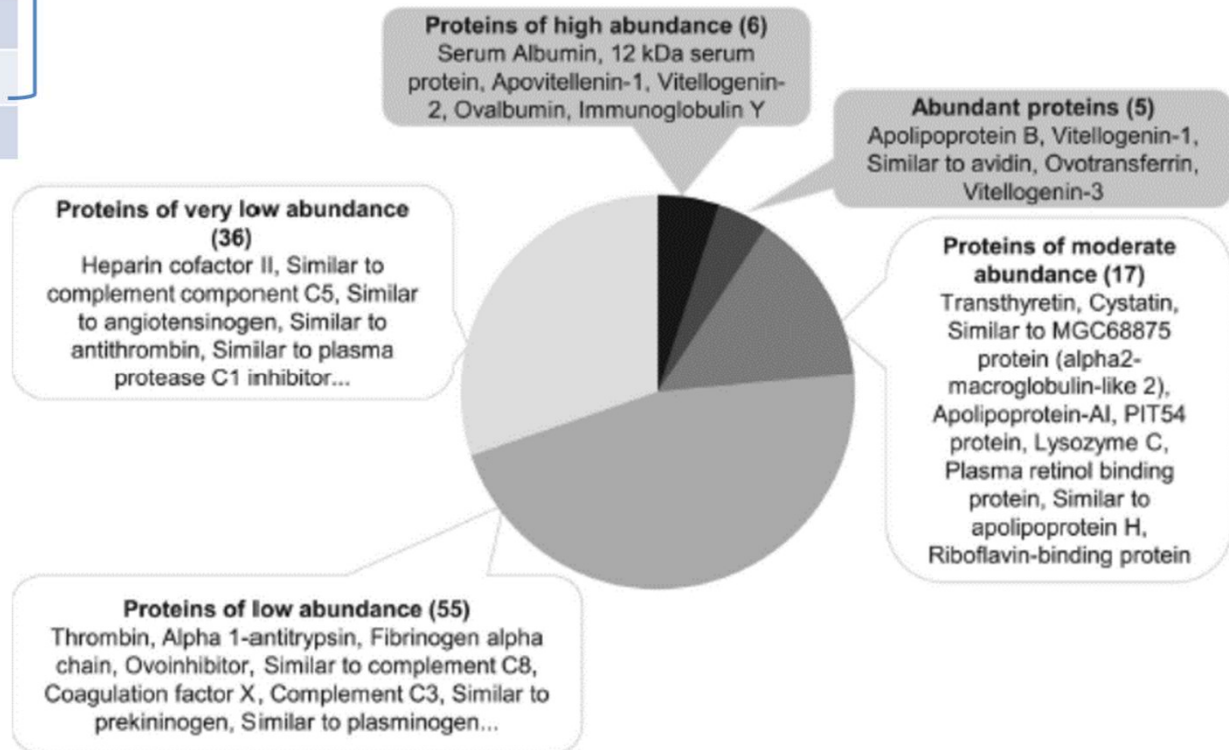 Proteins of high abundance (6)
Serum Albumin, 12 kDa serum
protein, Apovitellenin-1, Vitellogenin-
2, Ovalbumin, Immunoglobulin Y
Abundant proteins (5)
Apolipoprotein B, Vitellogenin-1,
Similar to avidin, Ovotransferrin,
Vitellogenin-3
Proteins of very low abundance
(36)
Heparin cofactor II, Similar to
complement component C5, Similar
to angiotensinogen, Similar to
antithrombin, Similar to plasma
protease C1 inhibitor...
Proteins of moderate
abundance (17)
Transthyretin, Cystatin,
Similar to MGC68875
protein (alpha2-
macroglobulin-like 2),
Apolipoprotein-AI, PIT54
protein, Lysozyme C,
Plasma retinol binding
protein, Similar to
apolipoprotein H,
Riboflavin-binding protein
Proteins of low abundance (55)
Thrombin, Alpha 1-antitrypsin, Fibrinogen alpha
chain, Ovoinhibitor, Similar to complement C8,
Coagulation factor X, Complement C3, Similar to
prekininogen, Similar to plasminogen...